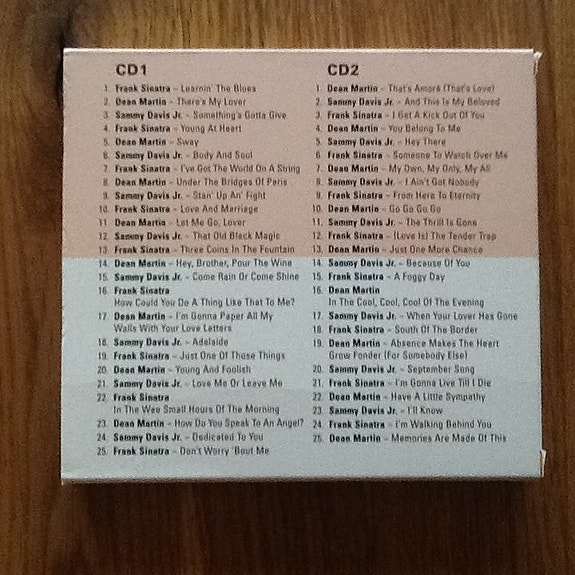 CD1
1. Frank Sinatra – Learnin' The Blues
2. Dean Martin – There's My Lover
3. Sammy Davis Jr. – Something's Gotta Give
4. Frank Sinatra – Young At Heart
5. Dean Martin – Sway
6. Sammy Davis Jr. – Body And Soul
7. Frank Sinatra – I've Got The World On A String
8. Dean Martin – Under The Bridges Of Paris
9. Sammy Davis Jr. – Stan' Up An' Fight
10. Frank Sinatra – Love And Marriage
11. Dean Martin – Let Me Go, Lover
12. Sammy Davis Jr. – That Old Black Magic
13. Frank Sinatra – Three Coins In The Fountain
14. Dean Martin – Hey, Brother, Pour The Wine
15. Sammy Davis Jr. – Come Rain Or Come Shine
16. Frank Sinatra
How Could You Do A Thing Like That To Me?
17. Dean Martin – I'm Gonna Paper All My
Walls With Your Love Letters
18. Sammy Davis Jr. – Adelaide
19. Frank Sinatra – Just One Of Those Things
20. Dean Martin – Young And Foolish
21. Sammy Davis Jr. – Love Me Or Leave Me
22. Frank Sinatra
In The Wee Small Hours Of The Morning
23. Dean Martin – How Do You Speak To An Angel?
24. Sammy Davis Jr. – Dedicated To You
25. Frank Sinatra – Don't Worry 'Bout Me
CD2
1. Dean Martin – That's Amoré (That's Love)
2. Sammy Davis Jr. – And This Is My Beloved
3. Frank Sinatra – I Get A Kick Out Of You
4. Dean Martin – You Belong To Me
5. Sammy Davis Jr. – Hey There
6. Frank Sinatra – Someone To Watch Over Me
7. Dean Martin – My Own, My Only, My All
8. Sammy Davis Jr. – I Ain't Got Nobody
9. Frank Sinatra – From Here To Eternity
10. Dean Martin – Go Go Go Go
11. Sammy Davis Jr. – The Thrill Is Gone
12. Frank Sinatra – (Love Is) The Tender Trap
13. Dean Martin – Just One More Chance
14. Sammy Davis Jr. – Because Of You
15. Frank Sinatra – A Foggy Day
16. Dean Martin
In The Cool, Cool, Cool Of The Evening
17. Sammy Davis Jr. – When Your Lover Has Gone
18. Frank Sinatra – South Of The Border
19. Dean Martin – Absence Makes The Heart
Grow Fonder (For Somebody Else)
20. Sammy Davis Jr. – September Song
21. Frank Sinatra – I'm Gonna Live Till I Die
22. Dean Martin – Have A Little Sympathy
23. Sammy Davis Jr. – I'll Know
24. Frank Sinatra – I'm Walking Behind You
25. Dean Martin – Memories Are Made Of This